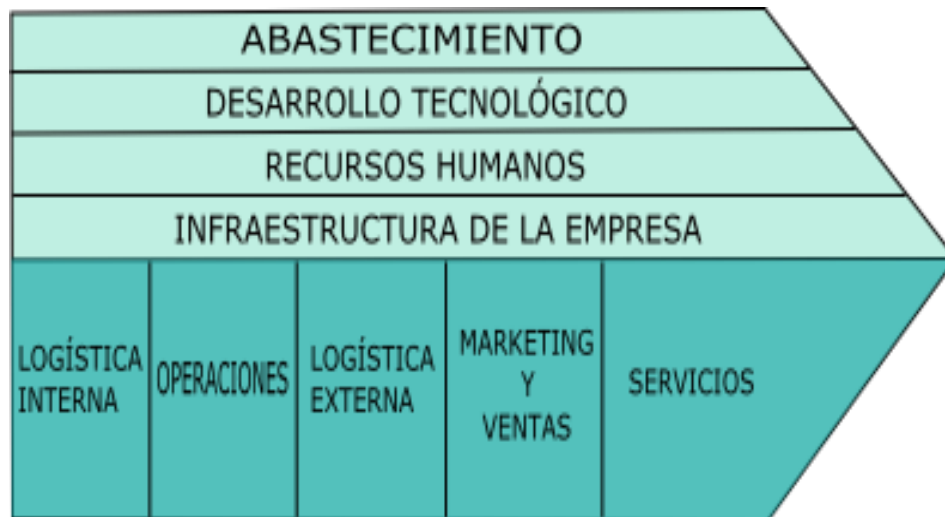 ABASTECIMIENTO
DESARROLLO TECNOLÓGICO
RECURSOS HUMANOS
INFRAESTRUCTURA DE LA EMPRESA
LOGÍSTICA
INTERNA
OPERACIONES
LOGÍSTICA
EXTERNA
MARKETING
Y
VENTAS
SERVICIOS